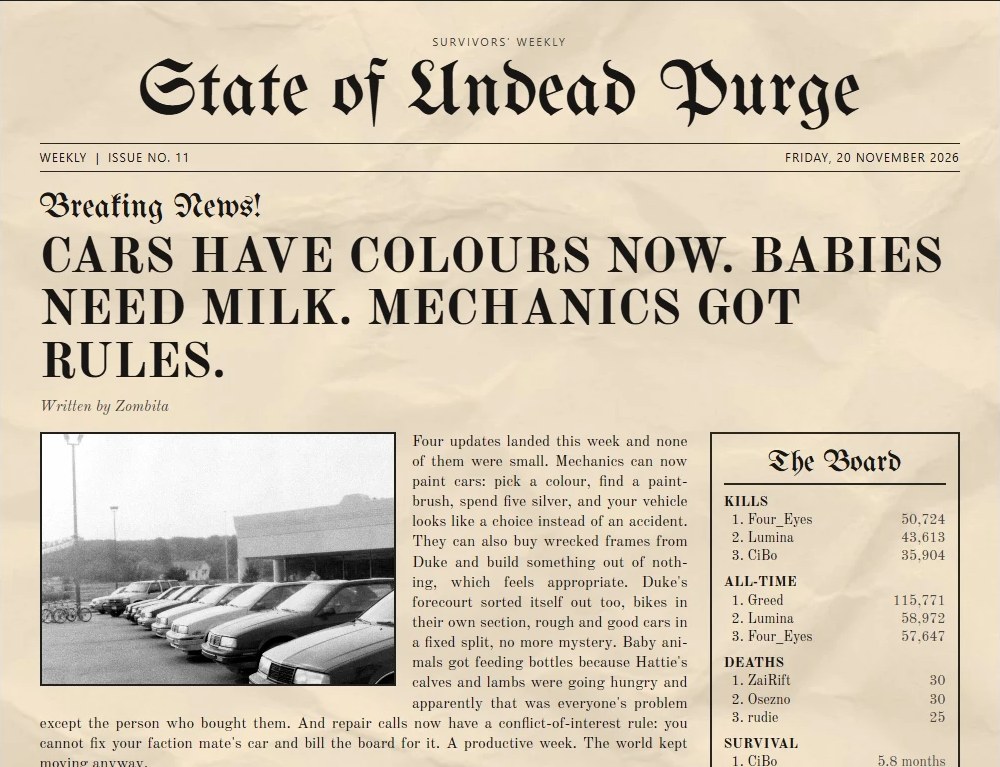 SURVIVORS' WEEKLY
State of Undead Purge
WEEKLY | ISSUE NO. 11
FRIDAY, 20 NOVEMBER 2026
Breaking News!
CARS HAVE COLOURS NOW. BABIES
NEED MILK. MECHANICS GOT
RULES.
Written by Zombita
Four updates landed this week and none
of them were small. Mechanics can now
paint cars: pick a colour, find a paint-
brush, spend five silver, and your vehicle
looks like a choice instead of an accident.
They can also buy wrecked frames from
Duke and build something out of noth-
ing, which feels appropriate. Duke's
forecourt sorted itself out too, bikes in
their own section, rough and good cars in
a fixed split, no more mystery. Baby ani-
mals got feeding bottles because Hattie's
calves and lambs were going hungry and
apparently that was everyone's problem
except the person who bought them. And repair calls now have a conflict-of-interest rule: you
cannot fix your faction mate's car and bill the board for it. A productive week. The world kept
moving anyway.
The Board
KILLS
1. Four_Eyes 50,724
2. Lumina 43,613
3. CiBo 35,904
ALL-TIME
1. Greed 115,771
2. Lumina 58,972
3. Four_Eyes 57,647
DEATHS
1. ZaiRift 30
2. Osezno 30
3. rudie 25
SURVIVAL
1. CiBo 5.8 months